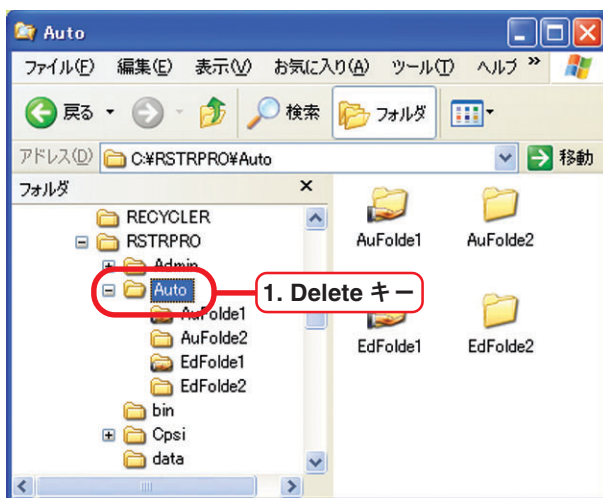 Auto
ファイル(F) 編集(E) 表示(V) お気に入り(A) ツール(T) ヘルプ »
戻る 検索 フォルダ
アドレス(D) C:¥RSTRPRO¥Auto 移動
フォルダ ×
RECYCLER
RSTRPRO
Admin
Auto
AuFolde1
AuFolde2
EdFolde1
EdFolde2
bin
Cpsi
data
1. Delete キー
AuFolde1 AuFolde2
EdFolde1 EdFolde2